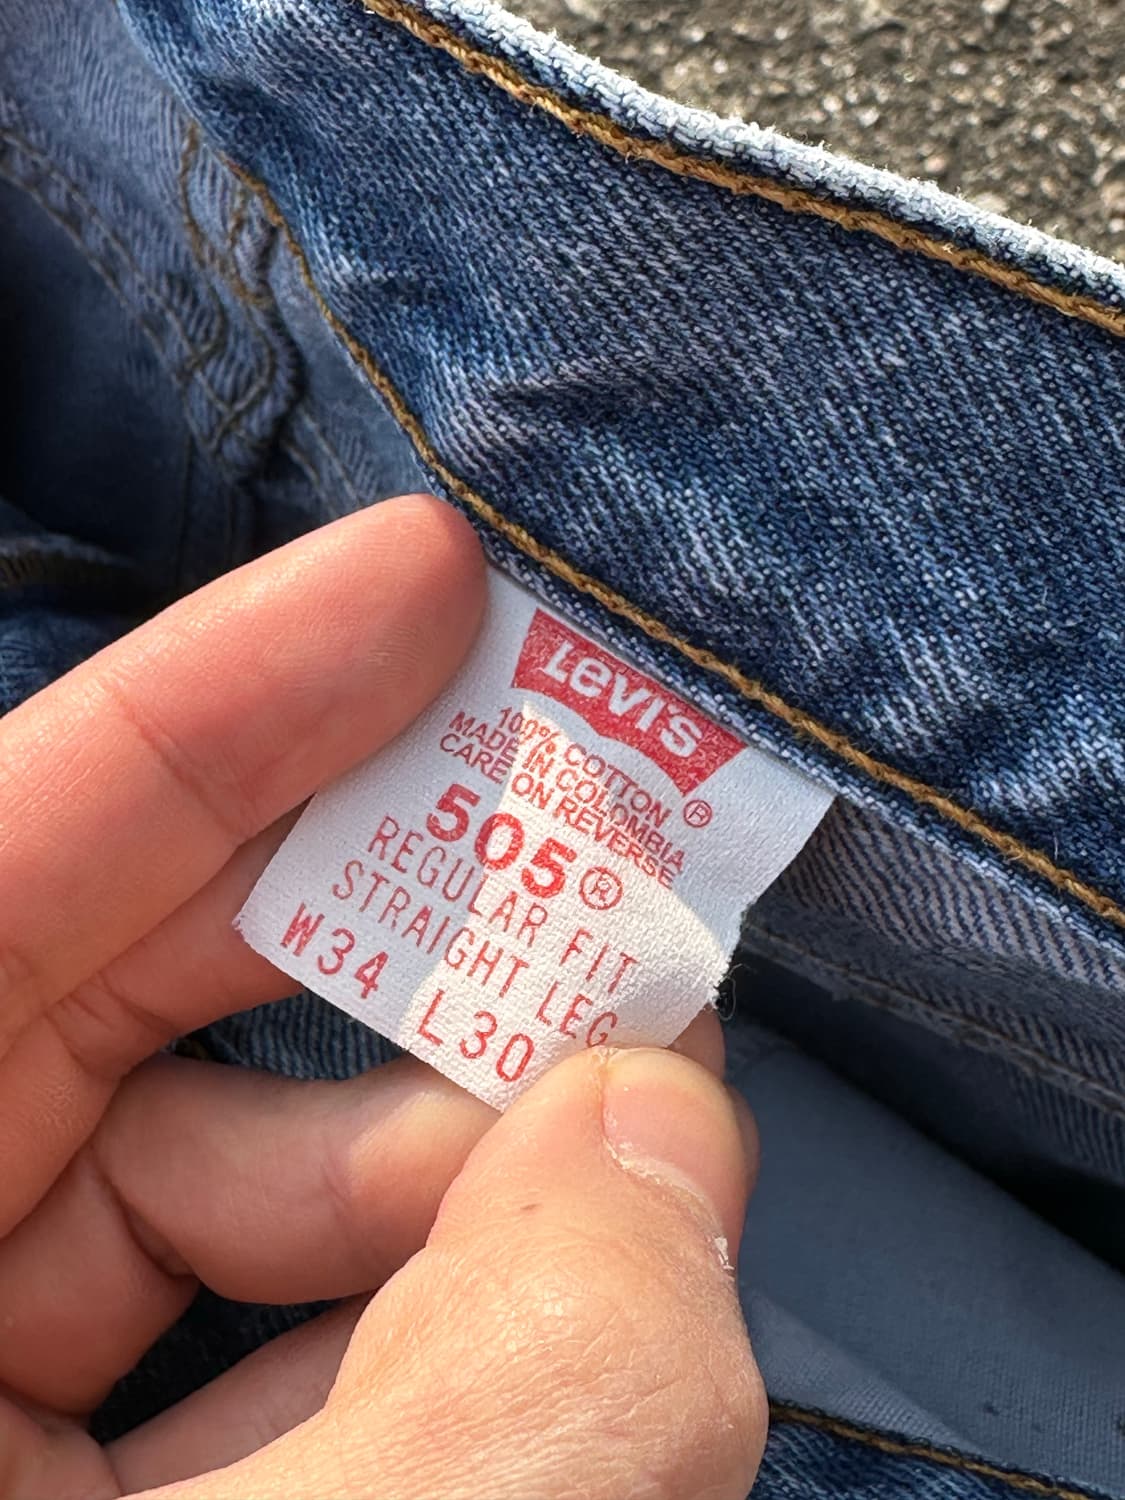 Levi's ®
100% COTTON
MADE IN COLOMBIA
CARE ON REVERSE
505®
REGULAR FIT
STRAIGHT LEG
W34 L30